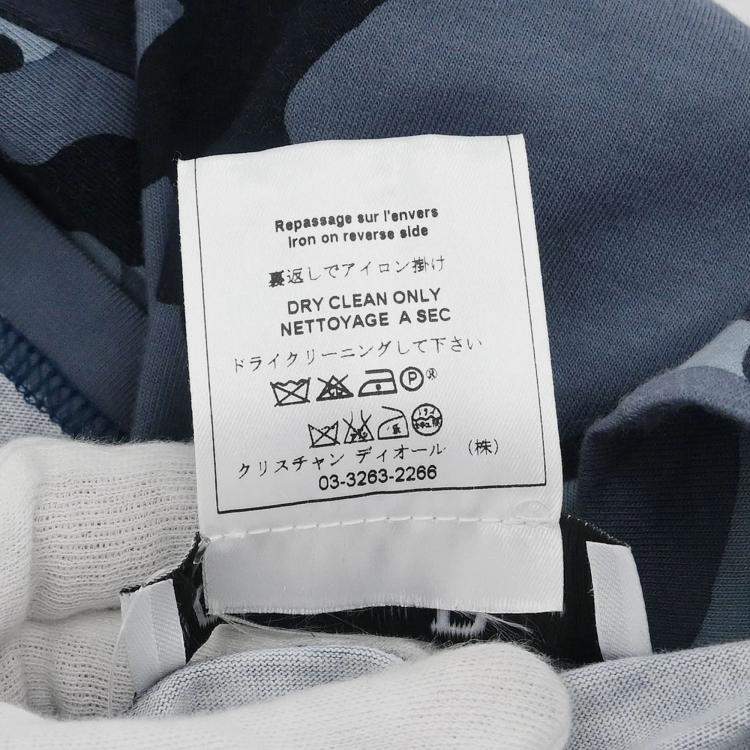 Repassage sur l'envers
Iron on reverse side
裏返しでアイロン掛け
DRY CLEAN ONLY
NETTOYAGE A SEC
ドライクリーニングして下さい
P
クリスチャン ディオール (株)
03-3263-2266